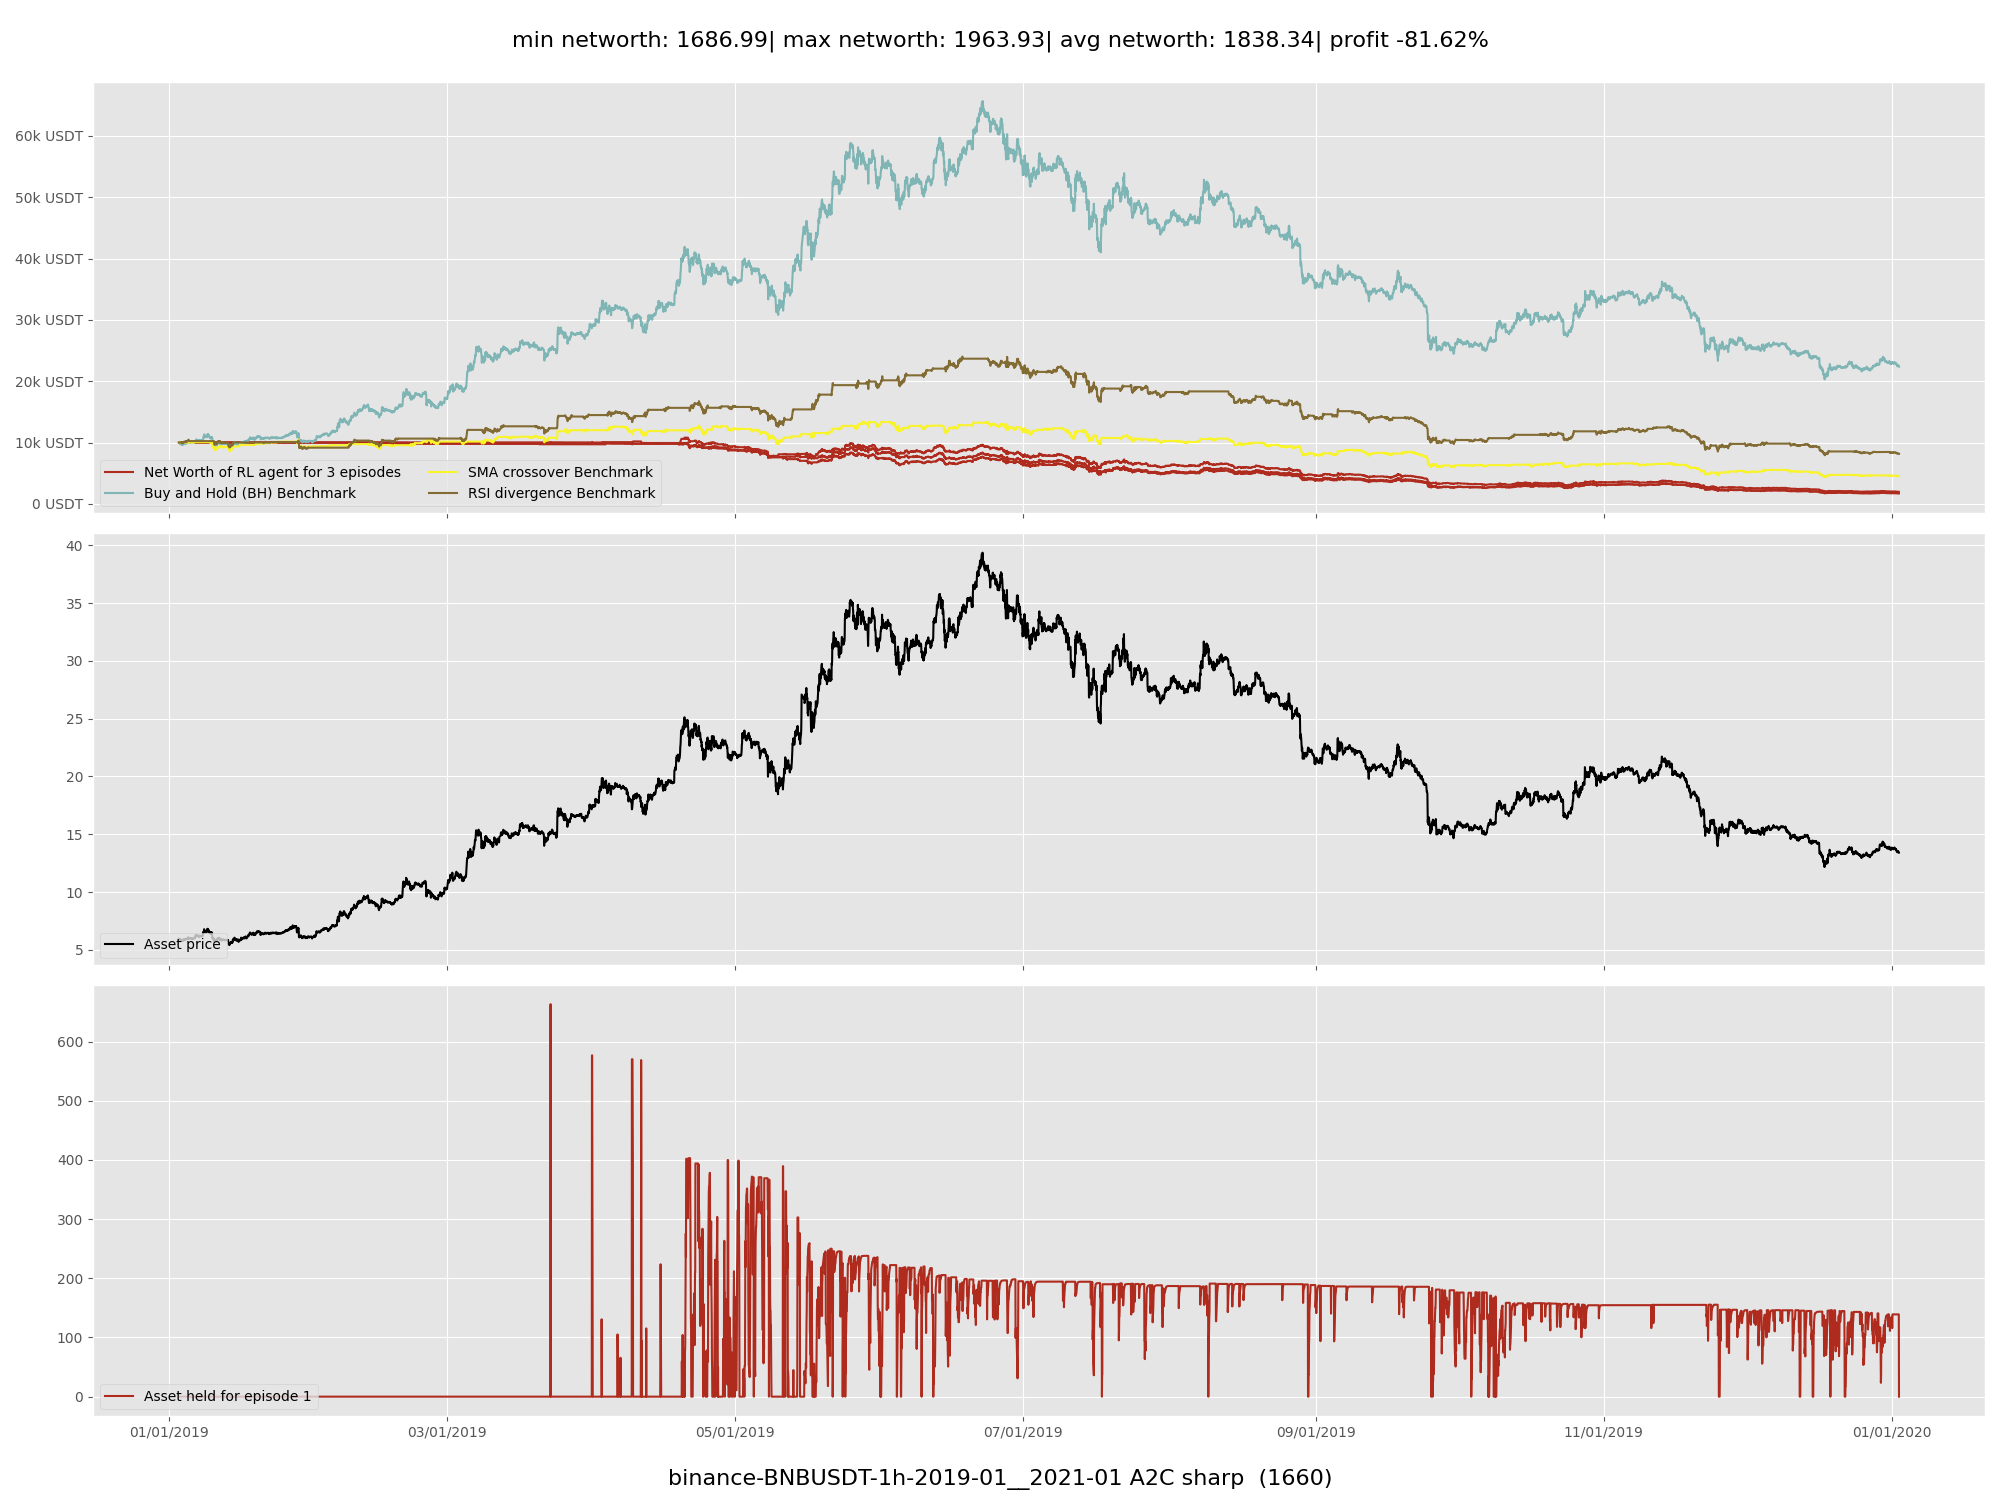 min networth: 1686.99| max networth: 1963.93| avg networth: 1838.34| profit -81.62%
60k USDT
50k USDT
40k USDT
30k USDT
20k USDT
10k USDT
0 USDT
Net Worth of RL agent for 3 episodes
Buy and Hold (BH) Benchmark
SMA crossover Benchmark
RSI divergence Benchmark
40
35
30
25
20
15
10
5
Asset price
600
500
400
300
200
100
0
Asset held for episode 1
01/01/2019 03/01/2019 05/01/2019 07/01/2019 09/01/2019 11/01/2019 01/01/2020
binance-BNBUSDT-1h-2019-01__2021-01 A2C sharp (1660)